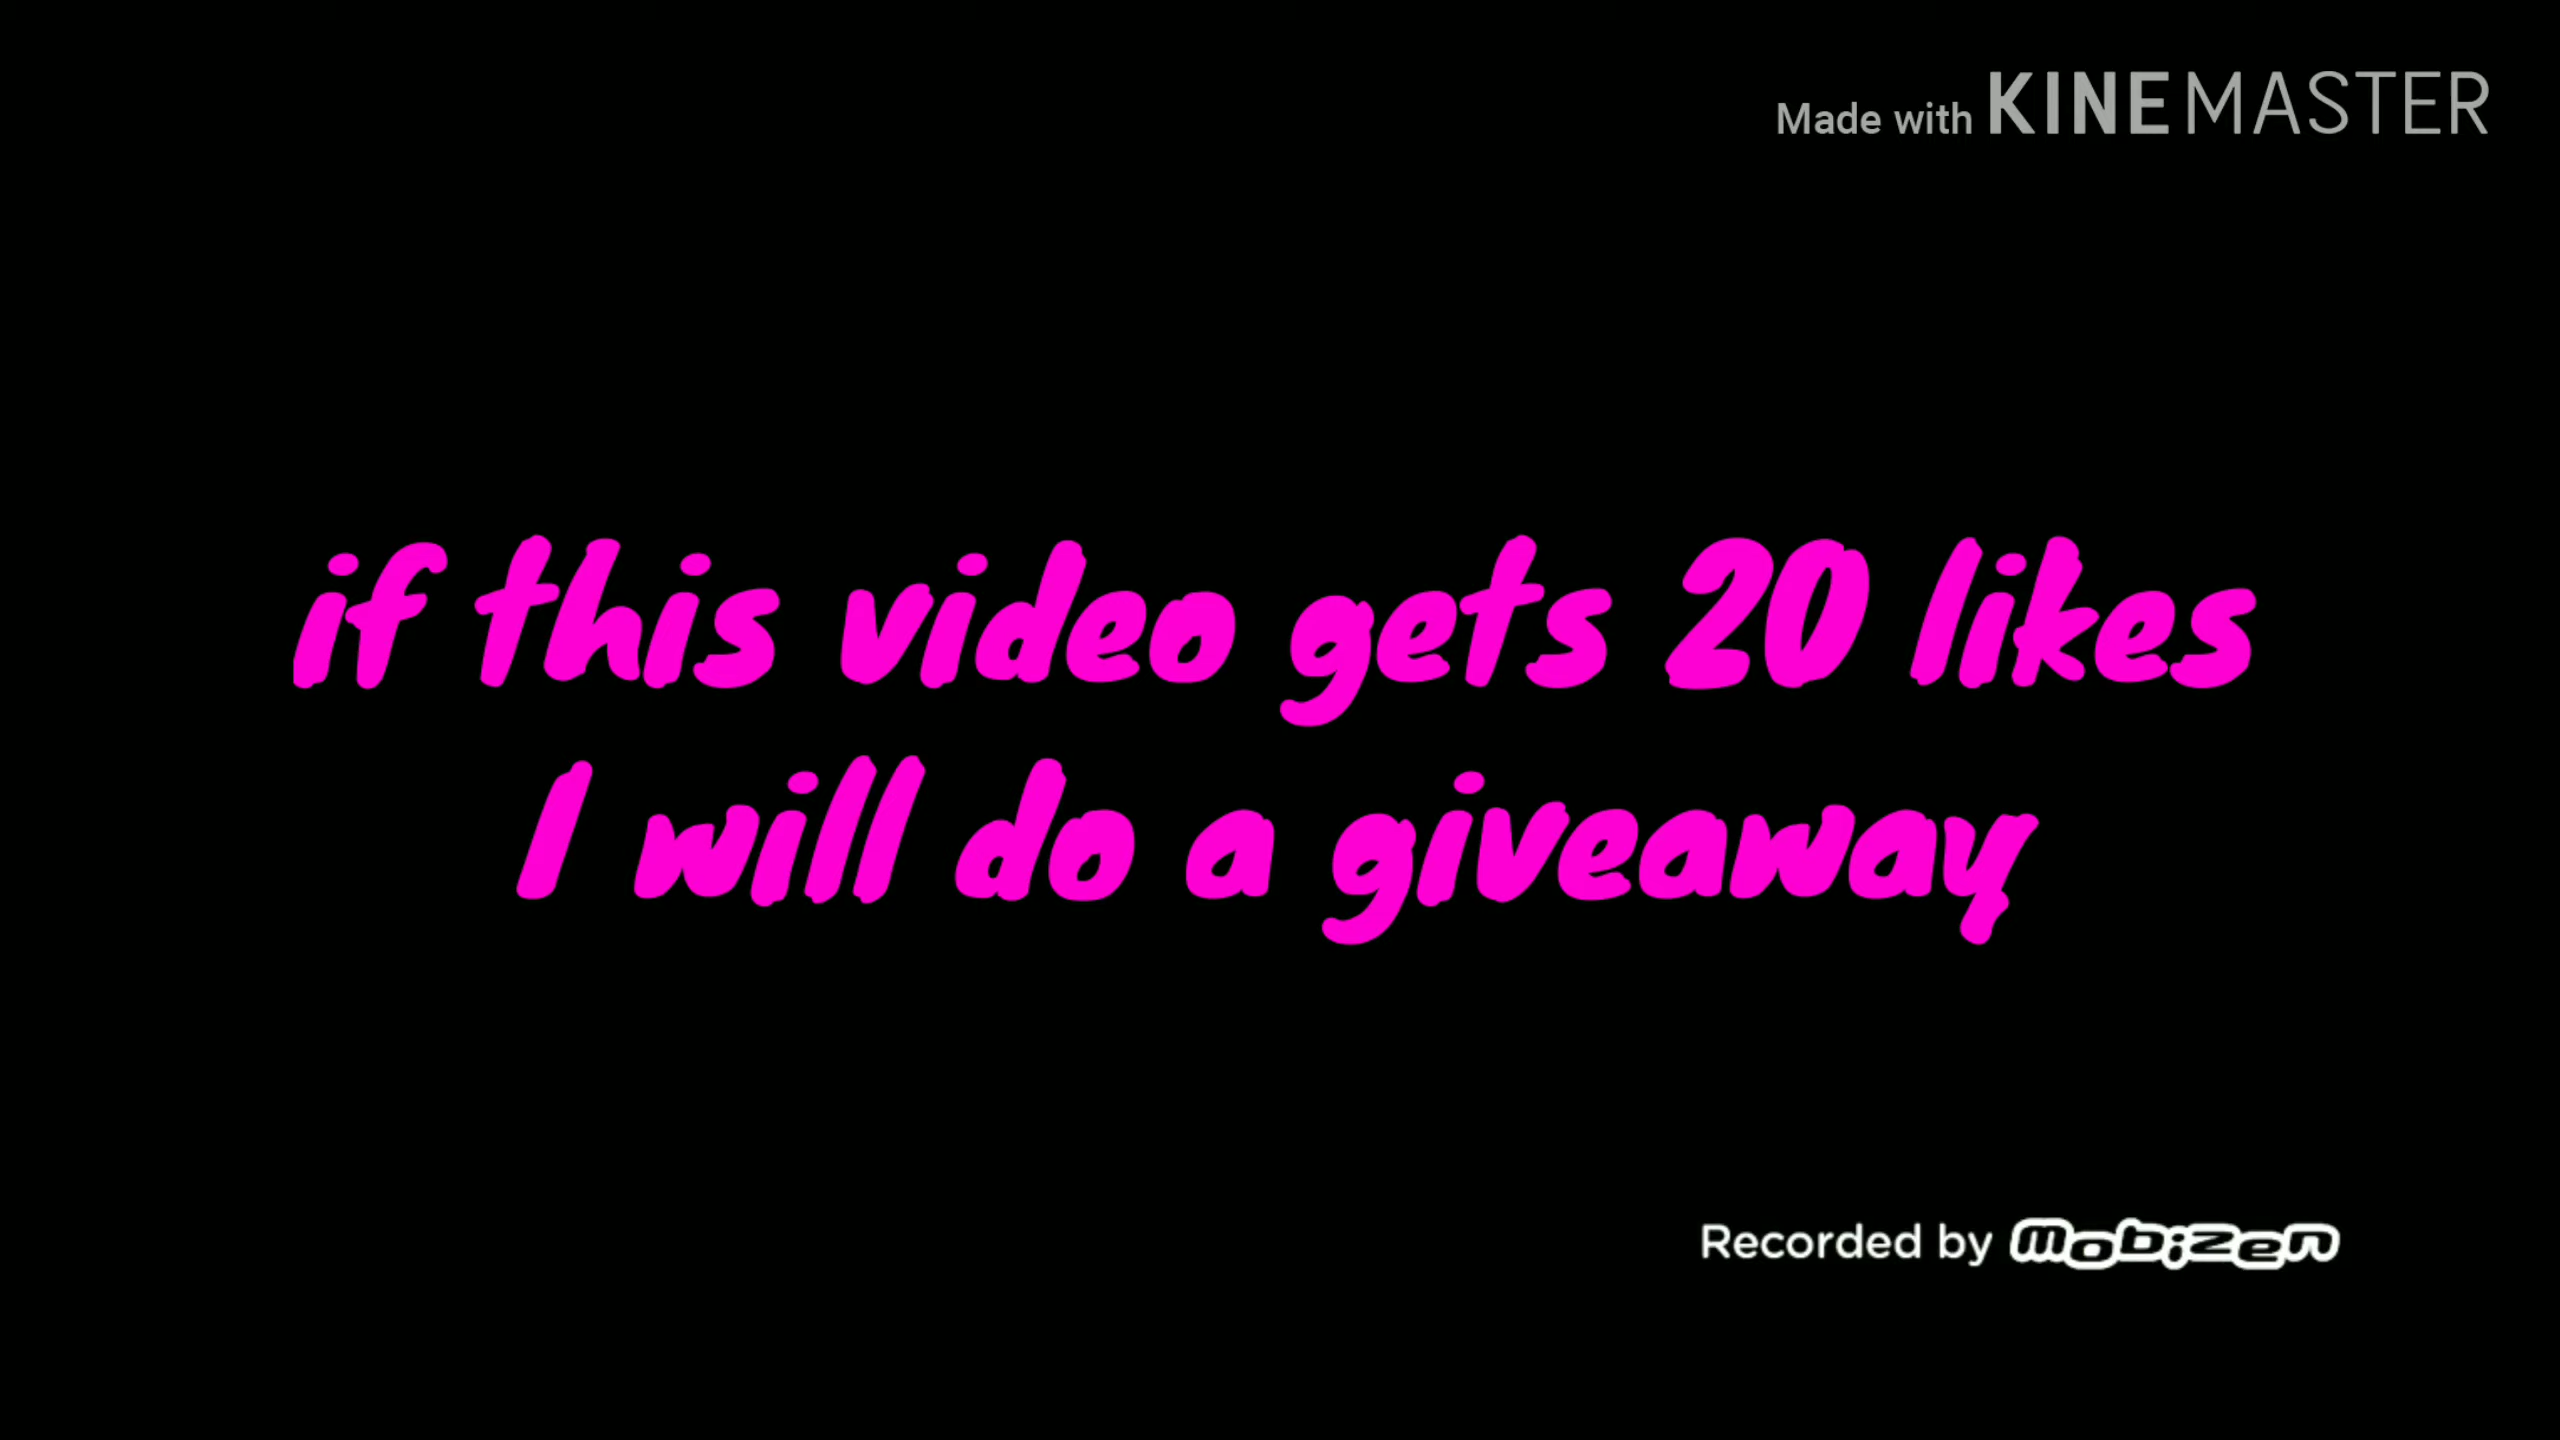 Made with KINEMASTER
if this video gets 20 likes
I will do a giveaway
Recorded by mobizen